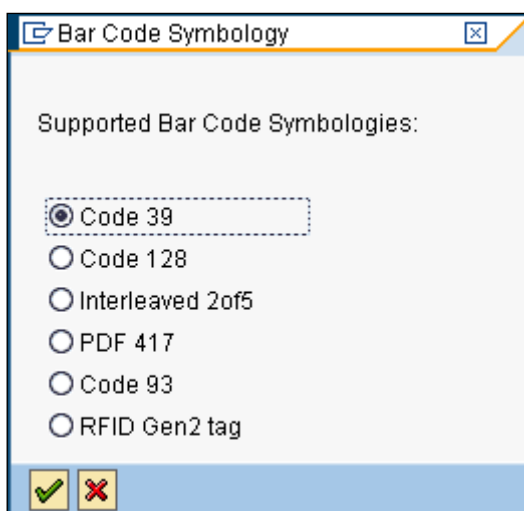 Bar Code Symbology
Supported Bar Code Symbologies:
Code 39
Code 128
Interleaved 2of5
PDF 417
Code 93
RFID Gen2 tag